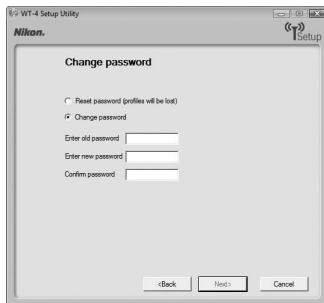 WT-4 Setup Utility
Nikon.
Setup
Change password
Reset password (profiles will be lost)
Change password
Enter old password
Enter new password
Confirm password
<Back
Next>
Cancel